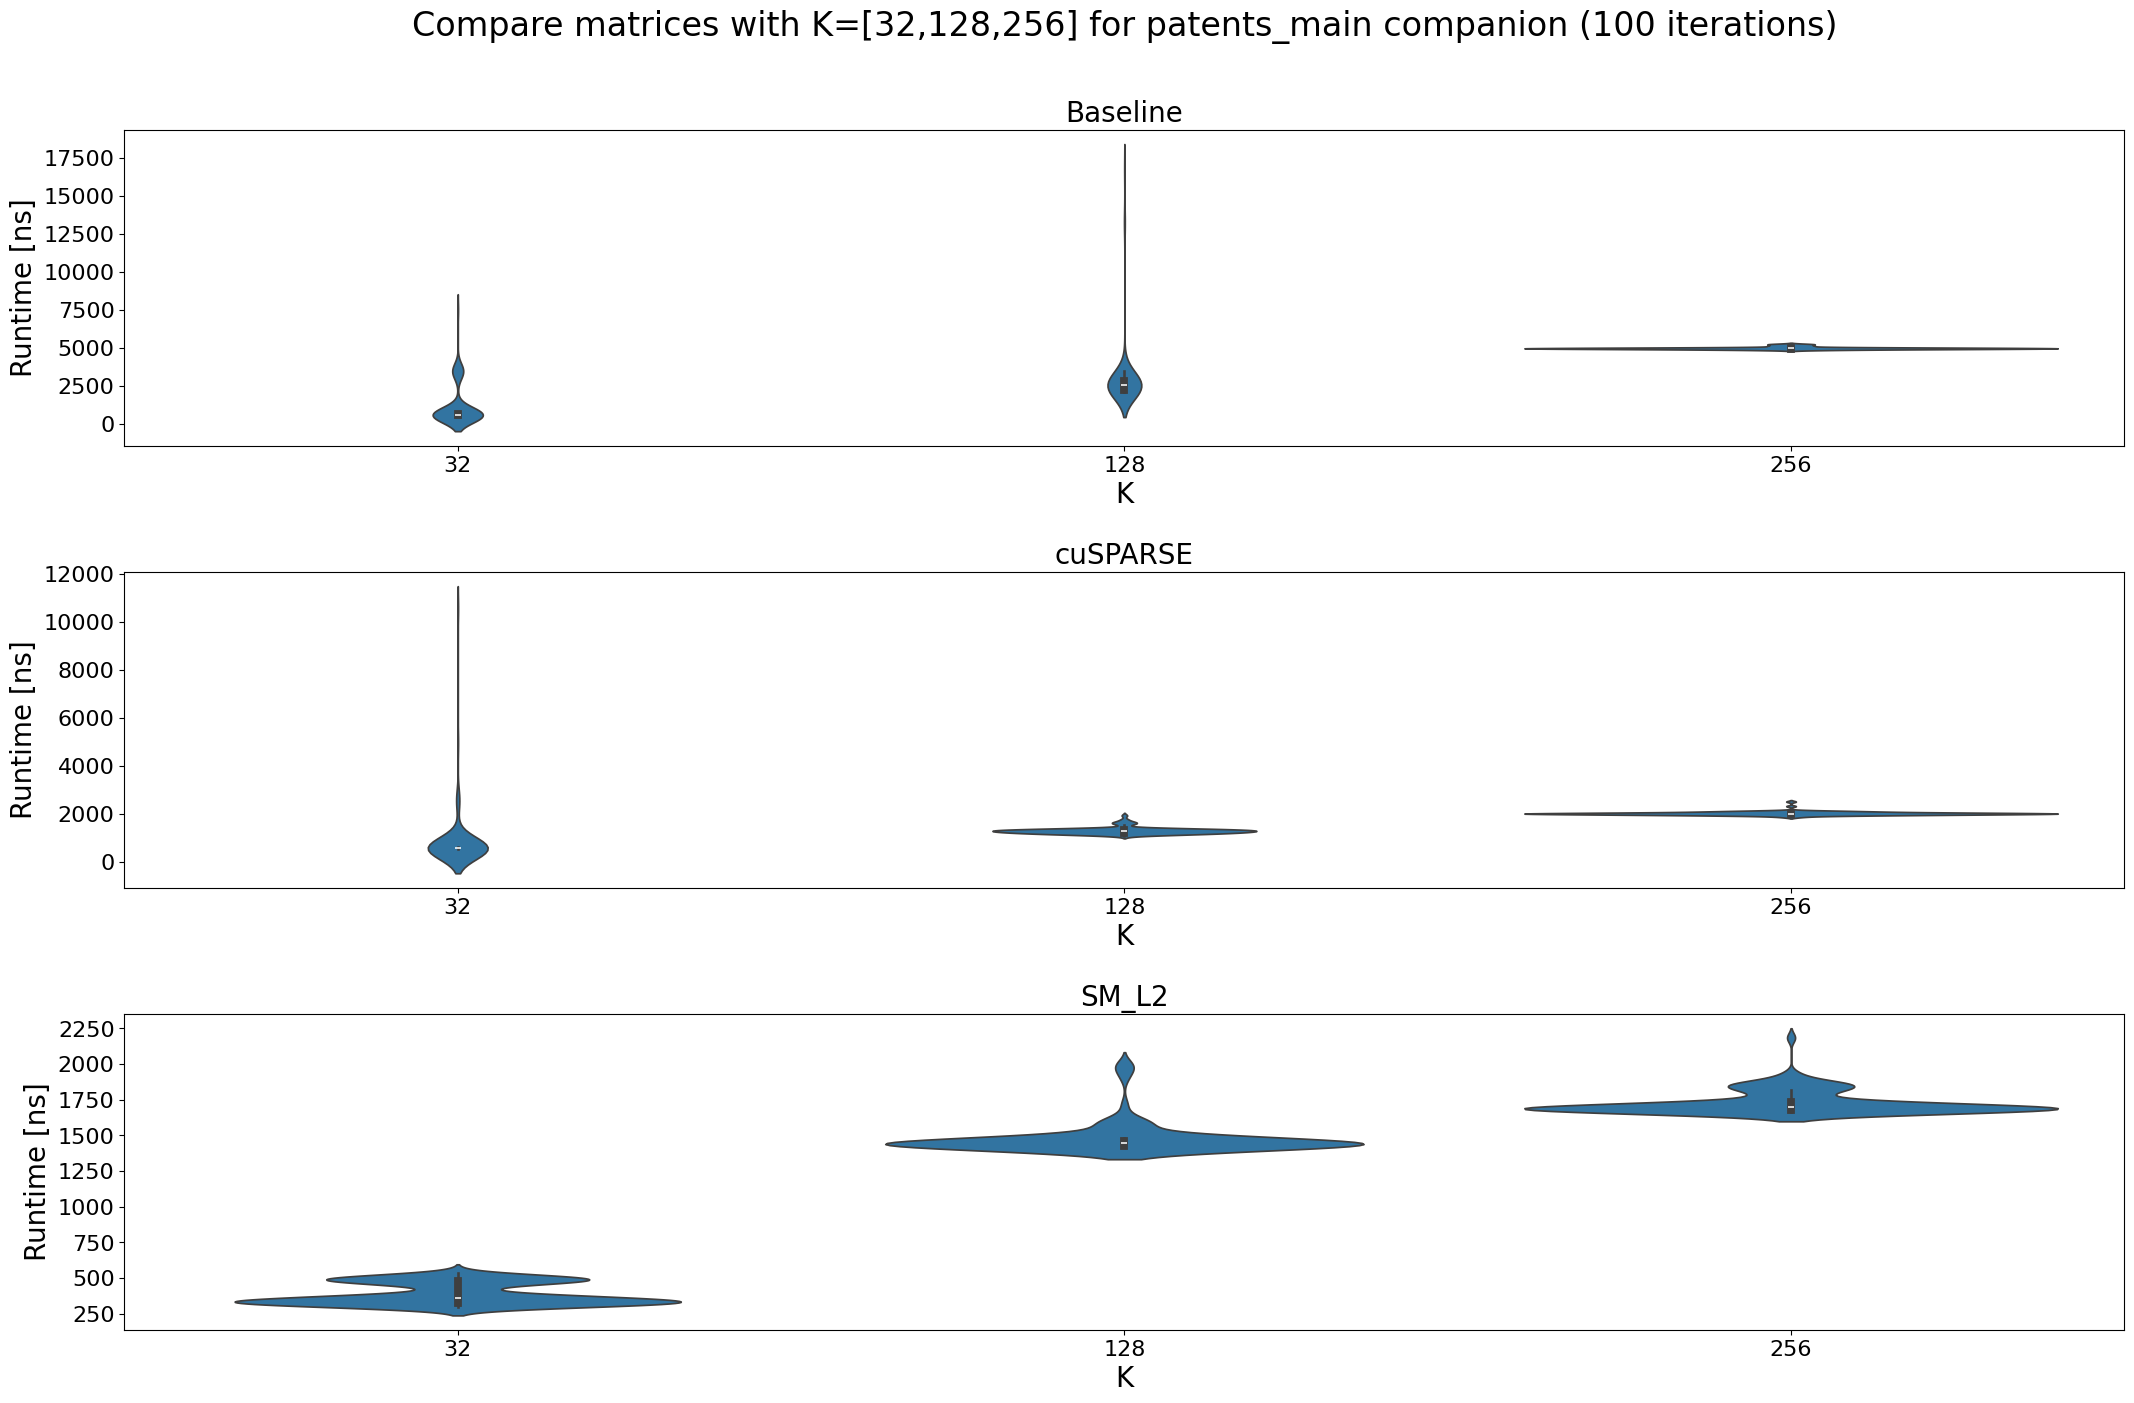 Compare matrices with K=[32,128,256] for patents_main companion (100 iterations)
Baseline
Runtime [ns]
17500
15000
12500
10000
7500
5000
2500
0
32 128 256
K
cuSPARSE
Runtime [ns]
12000
10000
8000
6000
4000
2000
0
32 128 256
K
SM_L2
Runtime [ns]
2250
2000
1750
1500
1250
1000
750
500
250
32 128 256
K